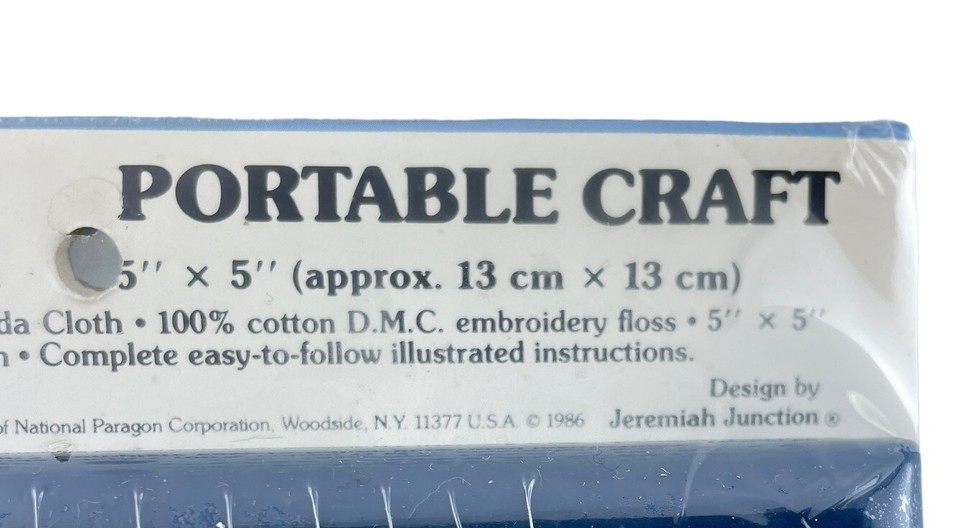 PORTABLE CRAFT
5'' × 5'' (approx. 13 cm × 13 cm)
Cloth • 100% cotton D.M.C. embroidery floss • 5'' × 5''
• Complete easy-to-follow illustrated instructions.
Design by
of National Paragon Corporation, Woodside, N.Y. 11377 U.S.A. © 1986 Jeremiah Junction ®